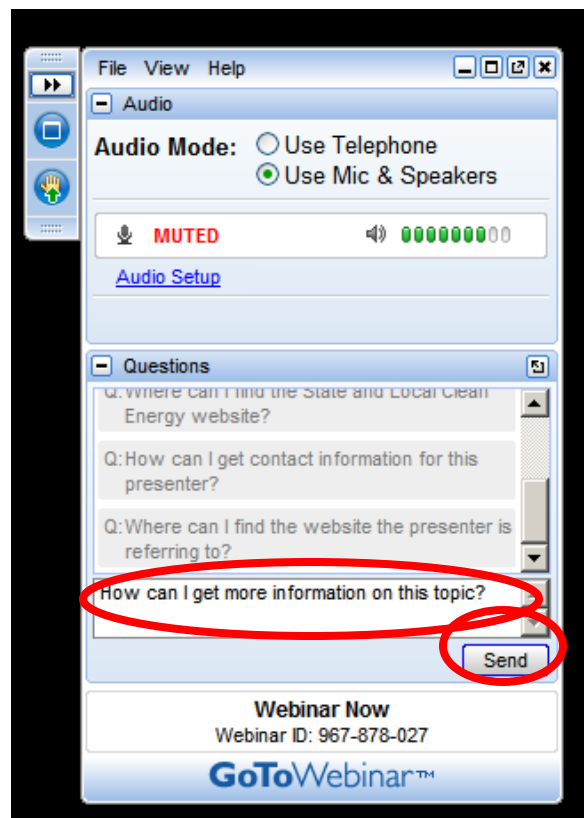 File View Help
Audio
Audio Mode: Use Telephone
Use Mic & Speakers
MUTED
Audio Setup
Questions
Q: Where can I find the State and Local Clean
Energy website?
Q: How can I get contact information for this
presenter?
Q: Where can I find the website the presenter is
referring to?
How can I get more information on this topic?
Send
Webinar Now
Webinar ID: 967-878-027
GoToWebinar™